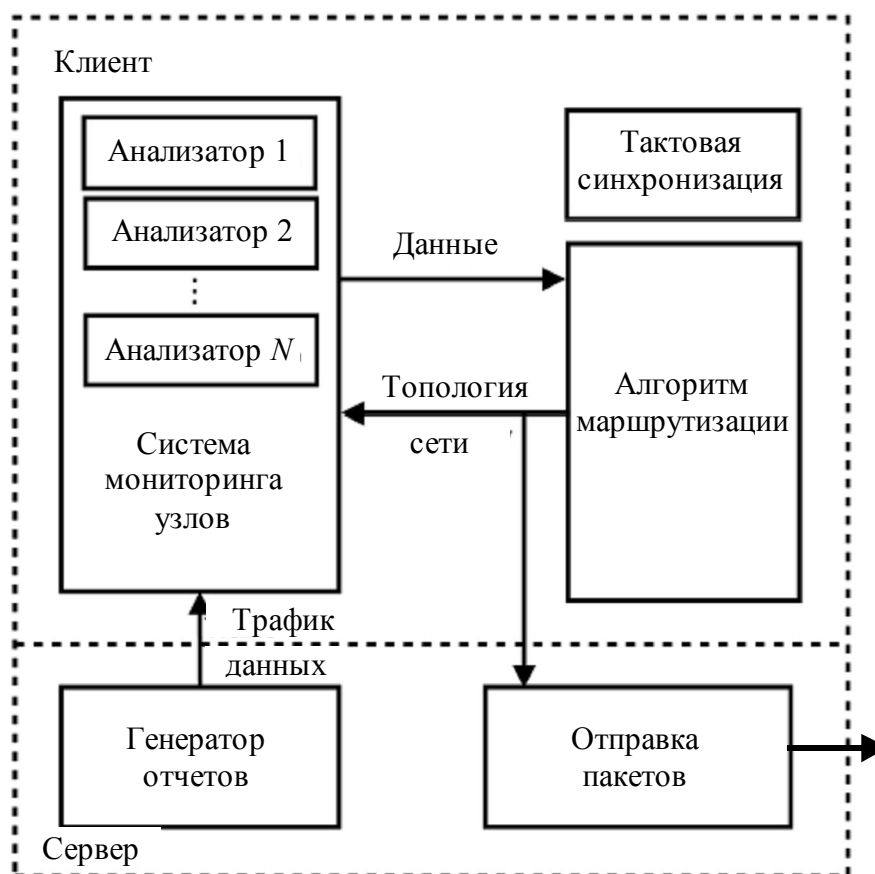 Клиент
Анализатор 1
Анализатор 2
⋮
Анализатор N
Система
мониторинга
узлов
Данные
Топология
сети
Тактовая
синхронизация
Алгоритм
маршрутизации
Трафик
данных
Генератор
отчетов
Отправка
пакетов
Сервер